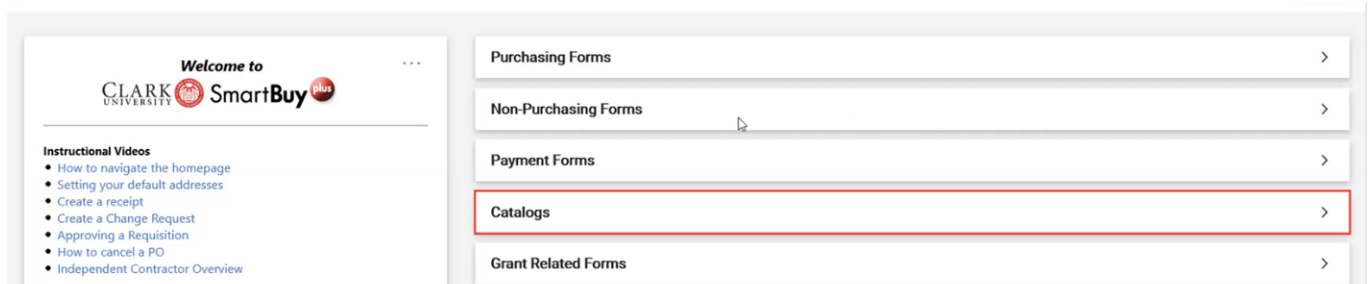 Welcome to
CLARK UNIVERSITY SmartBuy plus
Instructional Videos
How to navigate the homepage
Setting your default addresses
Create a receipt
Create a Change Request
Approving a Requisition
How to cancel a PO
Independent Contractor Overview
Purchasing Forms
Non-Purchasing Forms
Payment Forms
Catalogs
Grant Related Forms